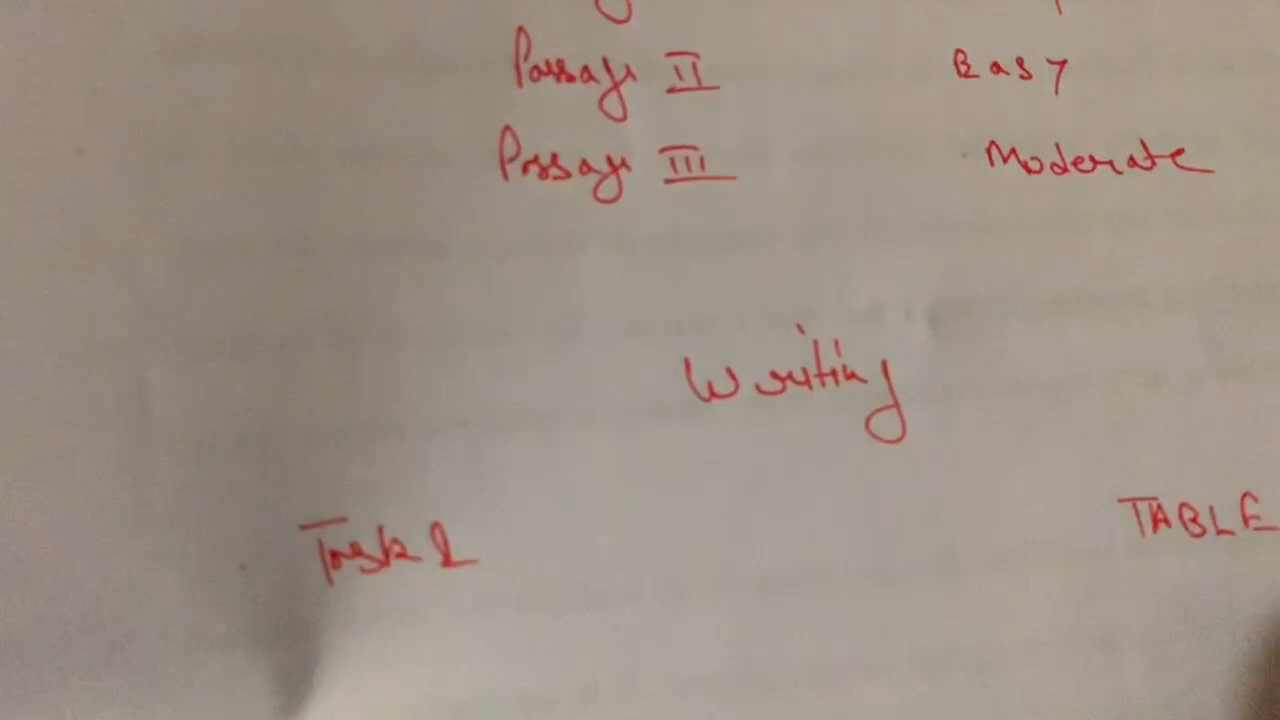 Passage II Easy
Passage III Moderate
Writing
Task 1 TABLE